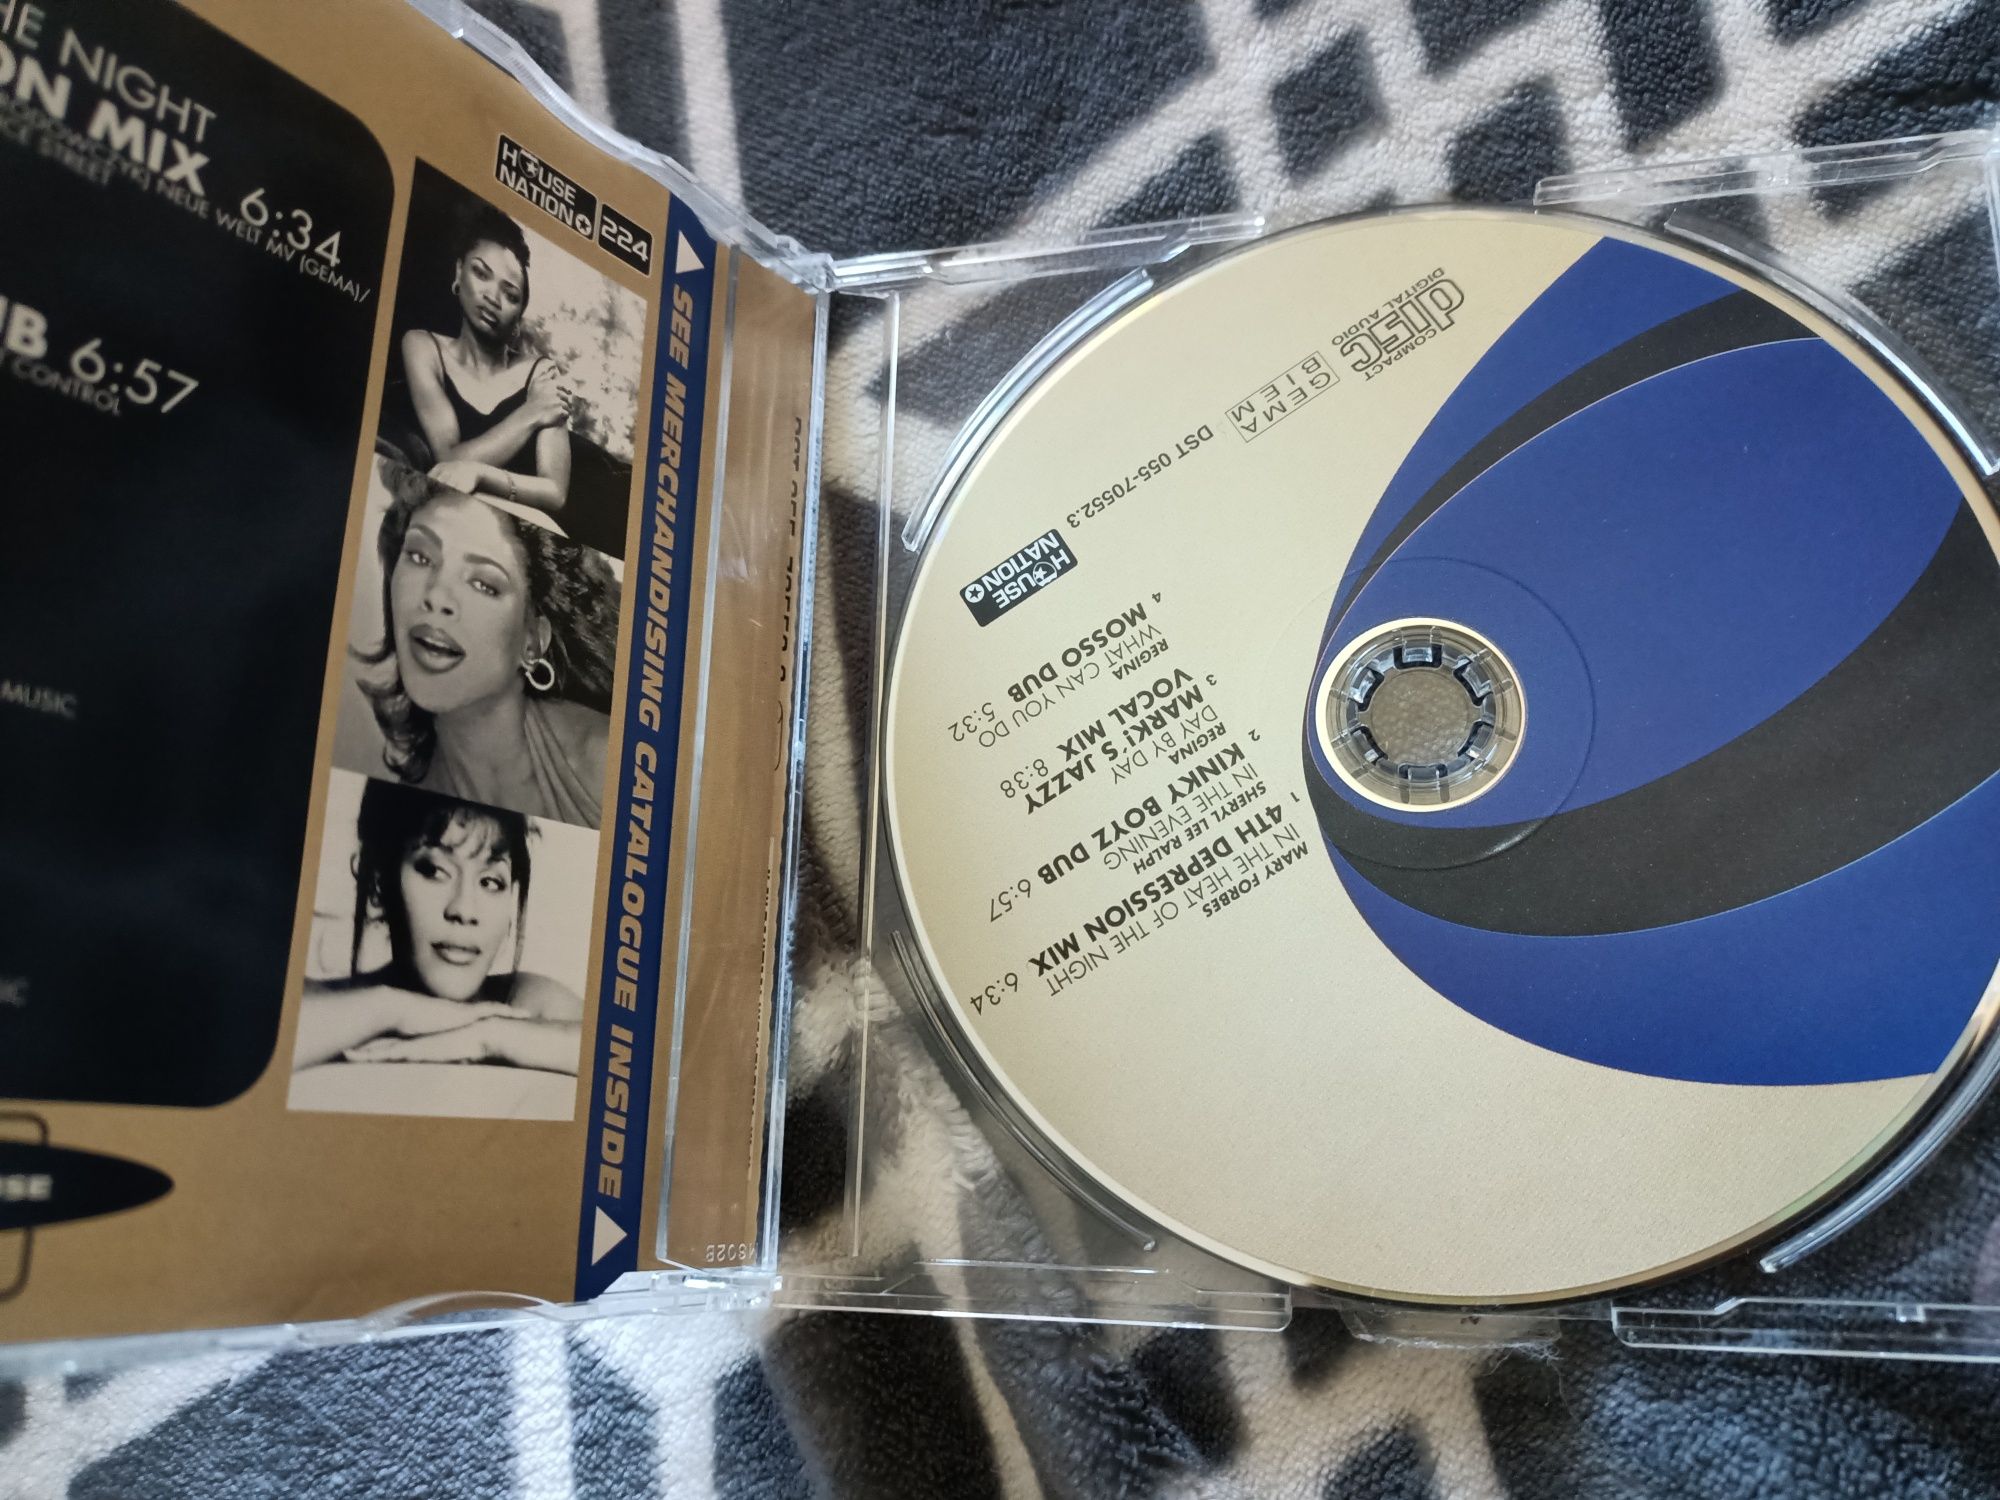 HE NIGHT
ON MIX 6:34
NEUE WELT MV (GEMA)/
STREET
6:57
CONTROL
MUSIC
HOUSE
NATION
224
SEE MERCHANDISING CATALOGUE INSIDE
COMPACT
disc
DIGITAL AUDIO
GEMA
BIEM
DST 055-70552.3
HOUSE
NATION
1
MARY FORBES
IN THE HEAT OF THE NIGHT
4TH DEPRESSION MIX 6:34
2
SHERYL LEE RALPH
IN THE EVENING
KINKY BOYZ DUB 6:57
3
REGINA
DAY BY DAY
MARK!'S JAZZY
VOCAL MIX 8:38
4
REGINA
WHAT CAN YOU DO
MOSSO DUB 5:32